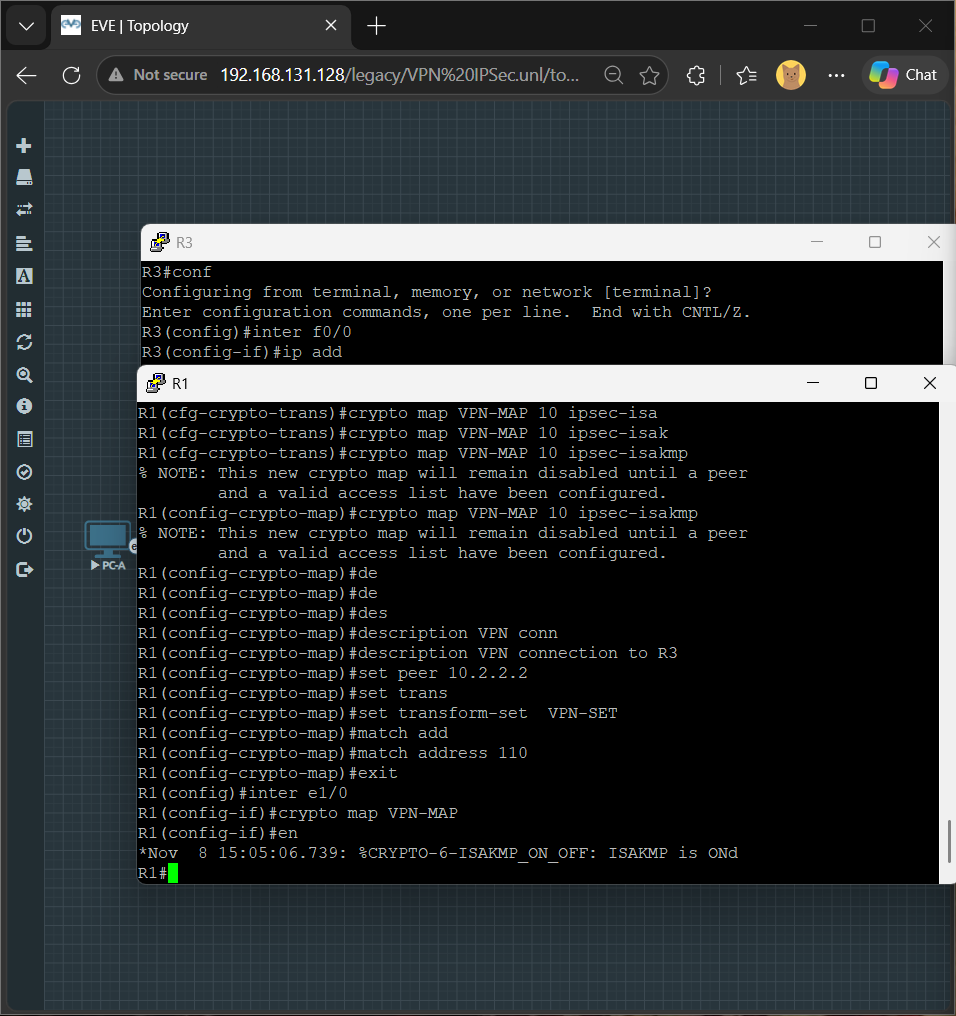 EVE | Topology
Not secure 192.168.131.128/legacy/VPN%20IPSec.unl/to...
Chat
A
R3
R3#conf
Configuring from terminal, memory, or network [terminal]?
Enter configuration commands, one per line.  End with CNTL/Z.
R3(config)#inter f0/0
R3(config-if)#ip add
R1
R1(cfg-crypto-trans)#crypto map VPN-MAP 10 ipsec-isa
R1(cfg-crypto-trans)#crypto map VPN-MAP 10 ipsec-isak
R1(cfg-crypto-trans)#crypto map VPN-MAP 10 ipsec-isakmp
% NOTE: This new crypto map will remain disabled until a peer
        and a valid access list have been configured.
R1(config-crypto-map)#crypto map VPN-MAP 10 ipsec-isakmp
% NOTE: This new crypto map will remain disabled until a peer
        and a valid access list have been configured.
R1(config-crypto-map)#de
R1(config-crypto-map)#de
R1(config-crypto-map)#des
R1(config-crypto-map)#description VPN conn
R1(config-crypto-map)#description VPN connection to R3
R1(config-crypto-map)#set peer 10.2.2.2
R1(config-crypto-map)#set trans
R1(config-crypto-map)#set transform-set  VPN-SET
R1(config-crypto-map)#match add
R1(config-crypto-map)#match address 110
R1(config-crypto-map)#exit
R1(config)#inter e1/0
R1(config-if)#crypto map VPN-MAP
R1(config-if)#en
*Nov  8 15:05:06.739: %CRYPTO-6-ISAKMP_ON_OFF: ISAKMP is ONd
R1#
PC-A